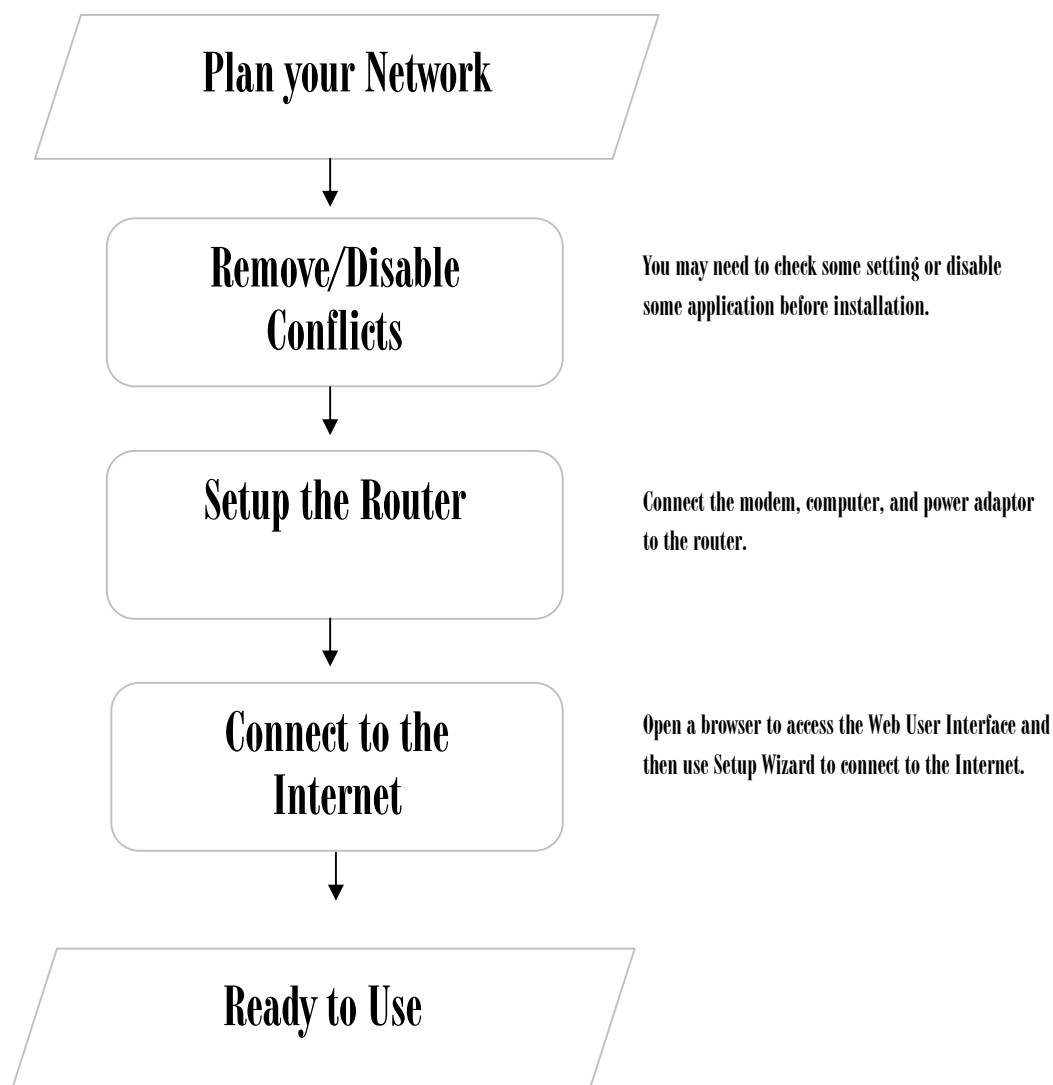 Plan your Network
Remove/Disable
Conflicts
You may need to check some setting or disable
some application before installation.
Setup the Router
Connect the modem, computer, and power adaptor
to the router.
Connect to the
Internet
Open a browser to access the Web User Interface and
then use Setup Wizard to connect to the Internet.
Ready to Use